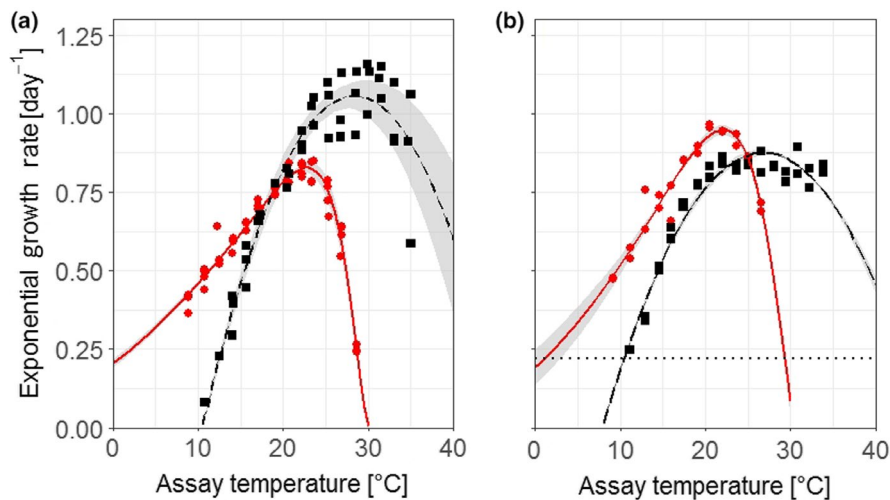 (a)
(b)
Exponential growth rate[day⁻¹]
1.25
1.00
0.75
0.50
0.25
0.00
0 10 20 30 40
0 10 20 30 40
Assay temperature [°C]
Assay temperature [°C]